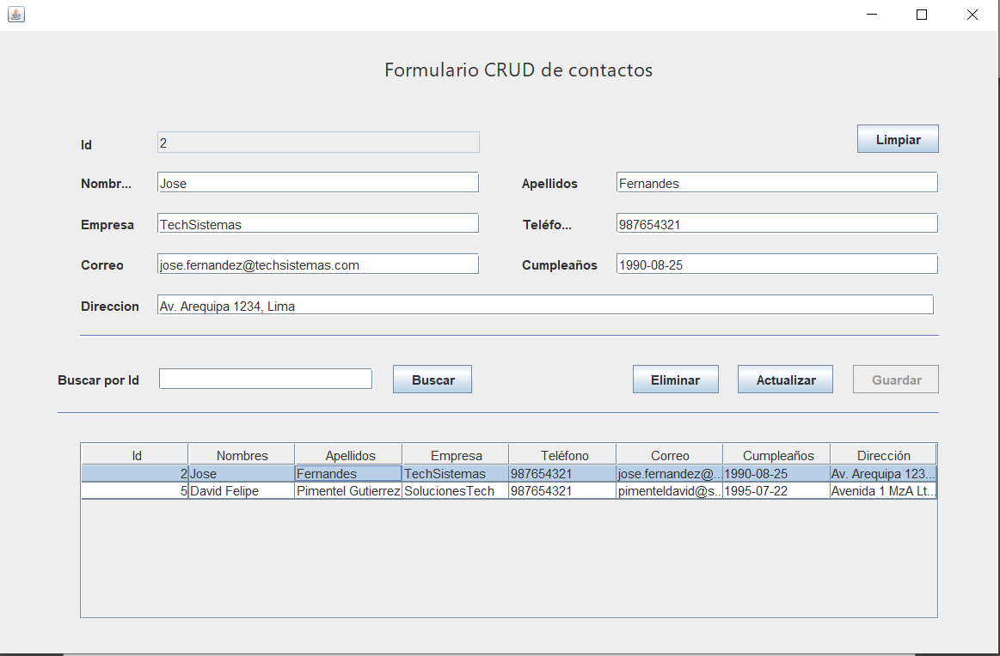 Formulario CRUD de contactos
Id 2 Limpiar
Nombr... Jose Apellidos Fernandes
Empresa TechSistemas Teléfo... 987654321
Correo jose.fernandez@techsistemas.com Cumpleaños 1990-08-25
Direccion Av. Arequipa 1234, Lima
Buscar por Id Buscar Eliminar Actualizar Guardar
Id Nombres Apellidos Empresa Teléfono Correo Cumpleaños Dirección
2 Jose Fernandes TechSistemas 987654321 jose.fernandez@... 1990-08-25 Av. Arequipa 123...
5 David Felipe Pimentel Gutierrez SolucionesTech 987654321 pimenteldavid@s... 1995-07-22 Avenida 1 MzA Lt...